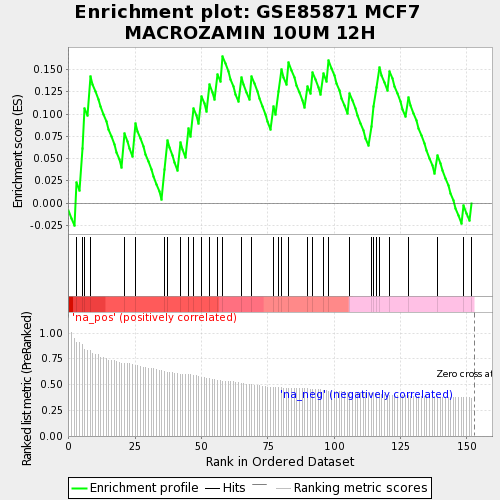 Enrichment plot: GSE85871 MCF7
MACROZAMIN 10UM 12H
Enrichment score (ES)
0.150
0.125
0.100
0.075
0.050
0.025
0.000
-0.025
'na_pos' (positively correlated)
Ranked list metric (PreRanked)
1.00
0.75
0.50
0.25
0.00
Zero cross at
'na_neg' (negatively correlated)
0 25 50 75 100 125 150
Rank in Ordered Dataset
Enrichment profile Hits Ranking metric scores